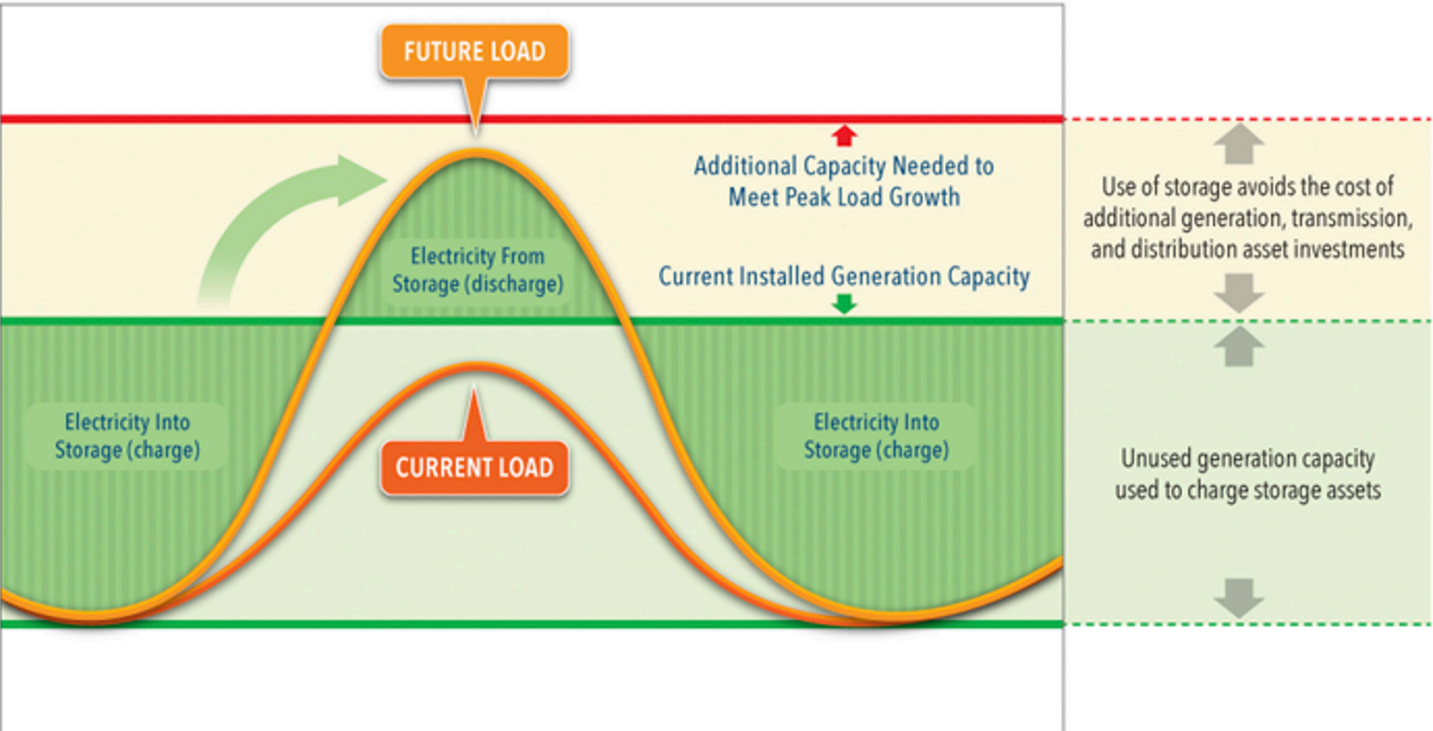 FUTURE LOAD
Additional Capacity Needed to
Meet Peak Load Growth
Use of storage avoids the cost of
additional generation, transmission,
and distribution asset investments
Electricity From
Storage (discharge)
Current Installed Generation Capacity
Electricity Into
Storage (charge)
CURRENT LOAD
Electricity Into
Storage (charge)
Unused generation capacity
used to charge storage assets